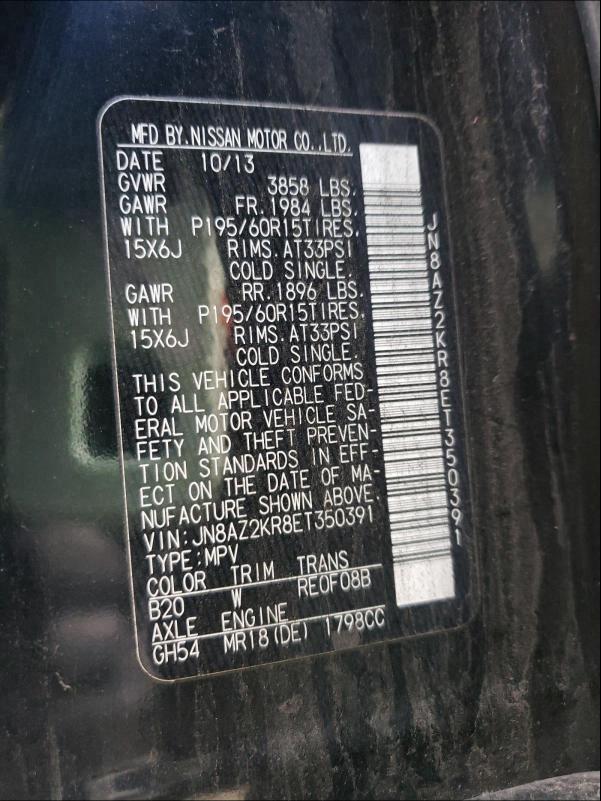 MFD BY.NISSAN MOTOR CO.,LTD.
DATE 10/13
GVWR 3858 LBS.
GAWR FR.1984 LBS.
WITH P195/60R15TIRES.
15X6J RIMS.AT33PSI
COLD SINGLE.
GAWR RR.1896 LBS.
WITH P195/60R15TIRES.
15X6J RIMS.AT33PSI
COLD SINGLE.
THIS VEHICLE CONFORMS
TO ALL APPLICABLE FED-
ERAL MOTOR VEHICLE SA-
FETY AND THEFT PREVEN-
TION STANDARDS IN EFF-
ECT ON THE DATE OF MA-
NUFACTURE SHOWN ABOVE.
VIN:JN8AZ2KR8ET350391
TYPE:MPV
COLOR TRIM TRANS
B20 W RE0F08B
AXLE ENGINE
GH54 MR18(DE) 1798CC
JN8AZ2KR8ET350391